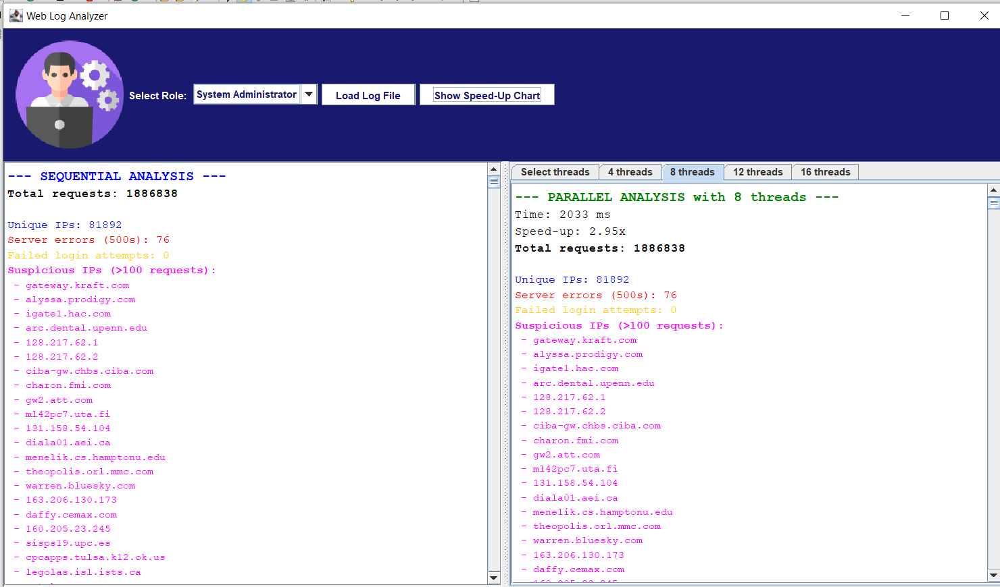 Web Log Analyzer
Select Role: System Administrator Load Log File Show Speed-Up Chart
--- SEQUENTIAL ANALYSIS ---
Total requests: 1886838
Unique IPs: 81892
Server errors (500s): 76
Failed login attempts: 0
Suspicious IPs (>100 requests):
- gateway.kraft.com
- alyssa.prodigy.com
- igate1.hac.com
- arc.dental.upenn.edu
- 128.217.62.1
- 128.217.62.2
- ciba-gw.chbs.ciba.com
- charon.fmi.com
- gw2.att.com
- ml42pc7.uta.fi
- 131.158.54.104
- diala01.aei.ca
- menelik.cs.hamptonu.edu
- theopolis.orl.mmc.com
- warren.bluesky.com
- 163.206.130.173
- daffy.cemax.com
- 160.205.23.245
- sisps19.upc.es
- cpcapps.tulsa.k12.ok.us
- legolas.isl.ists.ca
Select threads 4 threads 8 threads 12 threads 16 threads
--- PARALLEL ANALYSIS with 8 threads ---
Time: 2033 ms
Speed-up: 2.95x
Total requests: 1886838
Unique IPs: 81892
Server errors (500s): 76
Failed login attempts: 0
Suspicious IPs (>100 requests):
- gateway.kraft.com
- alyssa.prodigy.com
- igate1.hac.com
- arc.dental.upenn.edu
- 128.217.62.1
- 128.217.62.2
- ciba-gw.chbs.ciba.com
- charon.fmi.com
- gw2.att.com
- ml42pc7.uta.fi
- 131.158.54.104
- diala01.aei.ca
- menelik.cs.hamptonu.edu
- theopolis.orl.mmc.com
- warren.bluesky.com
- 163.206.130.173
- daffy.cemax.com
- 160.205.23.245